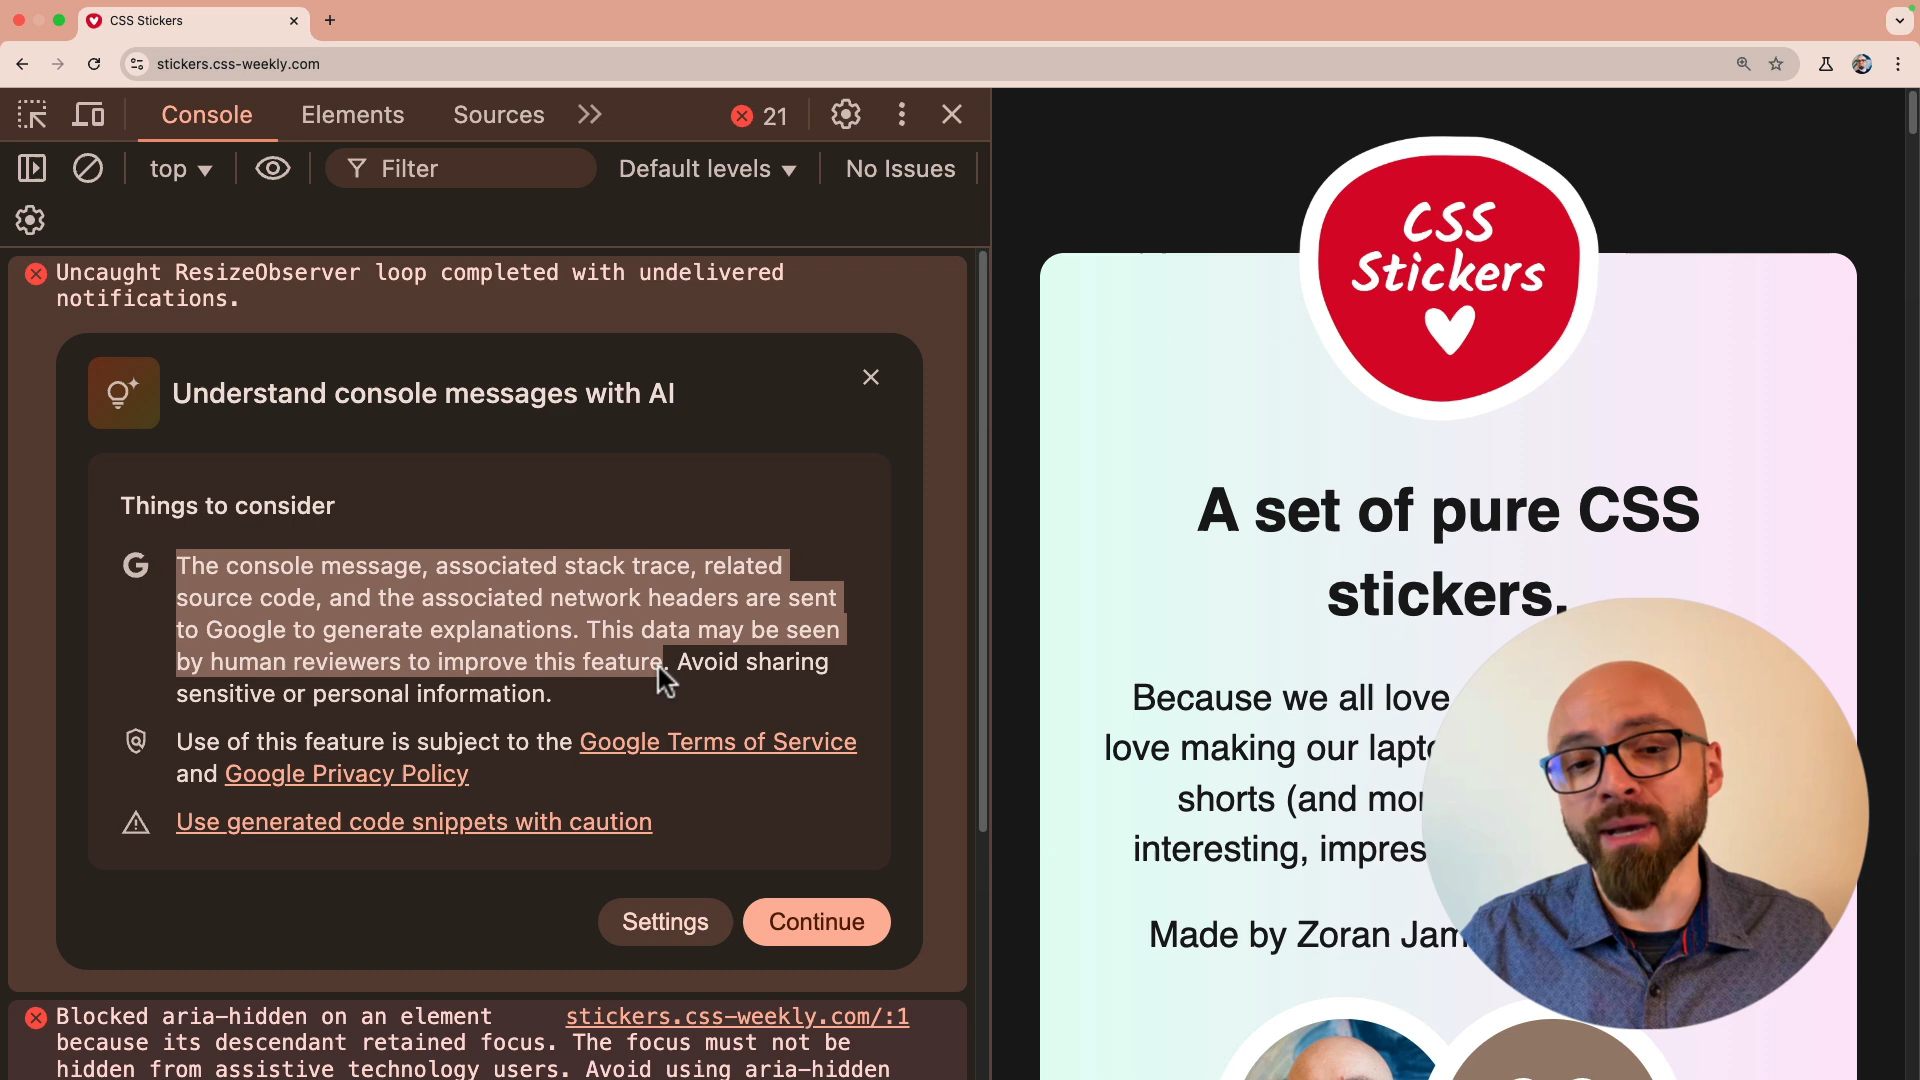 CSS Stickers
stickers.css-weekly.com
Console
Elements
Sources
21
top
Filter
Default levels
No Issues
Uncaught ResizeObserver loop completed with undelivered
notifications.
Understand console messages with AI
Things to consider
The console message, associated stack trace, related
source code, and the associated network headers are sent
to Google to generate explanations. This data may be seen
by human reviewers to improve this feature. Avoid sharing
sensitive or personal information.
Use of this feature is subject to the Google Terms of Service
and Google Privacy Policy
Use generated code snippets with caution
Settings
Continue
Blocked aria-hidden on an element stickers.css-weekly.com/:1
because its descendant retained focus. The focus must not be
hidden from assistive technology users. Avoid using aria-hidden
CSS
Stickers
A set of pure CSS
stickers.
Because we all love
love making our
shorts (and
interesting,
Made by Zoran